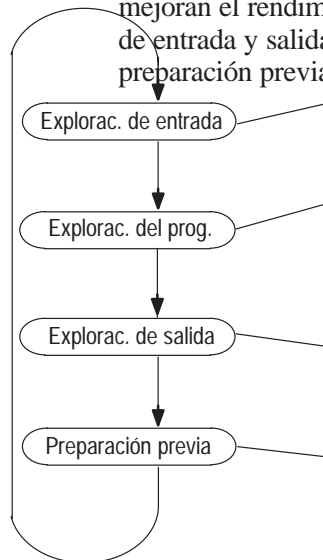 mejoran el rendim
de entrada y salida
preparación previa
Explorac. de entrada
Explorac. del prog.
Explorac. de salida
Preparación previa